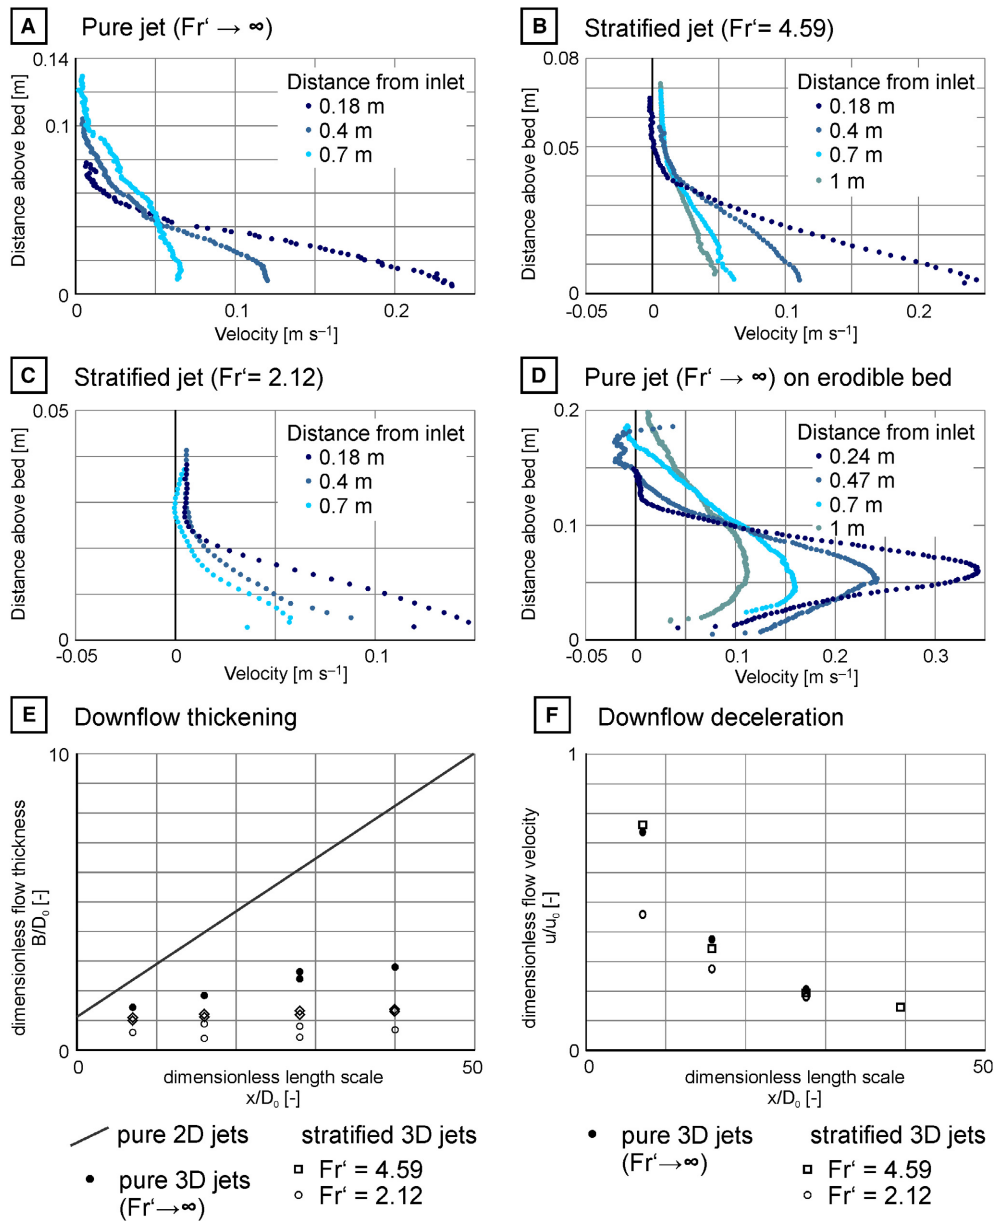 A Pure jet (Fr‘ → ∞)
0.14
0.1
0
Distance above bed [m]
Distance from inlet
0.18 m
0.4 m
0.7 m
0 0.1 0.2
Velocity [m s⁻¹]
B Stratified jet (Fr‘= 4.59)
0.08
0.05
0
Distance above bed [m]
Distance from inlet
0.18 m
0.4 m
0.7 m
1 m
-0.05 0 0.1 0.2
Velocity [m s⁻¹]
C Stratified jet (Fr‘= 2.12)
0.05
0
Distance above bed [m]
Distance from inlet
0.18 m
0.4 m
0.7 m
-0.05 0 0.1
Velocity [m s⁻¹]
D Pure jet (Fr‘ → ∞) on erodible bed
0.2
0.1
0
Distance above bed [m]
Distance from inlet
0.24 m
0.47 m
0.7 m
1 m
-0.05 0 0.1 0.2 0.3
Velocity [m s⁻¹]
E Downflow thickening
10
0
dimensionless flow thickness
B/D₀ [-]
0 50
dimensionless length scale
x/D₀ [-]
pure 2D jets
pure 3D jets
(Fr‘→∞)
stratified 3D jets
Fr‘ = 4.59
Fr‘ = 2.12
F Downflow deceleration
1
0
dimensionless flow velocity
u/u₀ [-]
0 50
dimensionless length scale
x/D₀ [-]
pure 3D jets
(Fr‘→∞)
stratified 3D jets
Fr‘ = 4.59
Fr‘ = 2.12